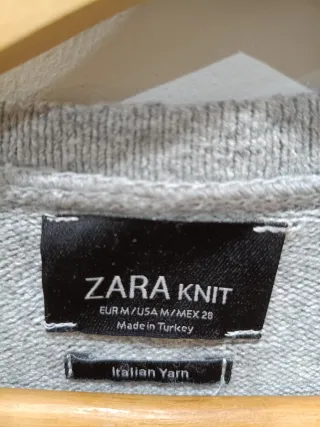 ZARA KNIT
EUR M/USA M/MEX 28
Made in Turkey
Italian Yarn